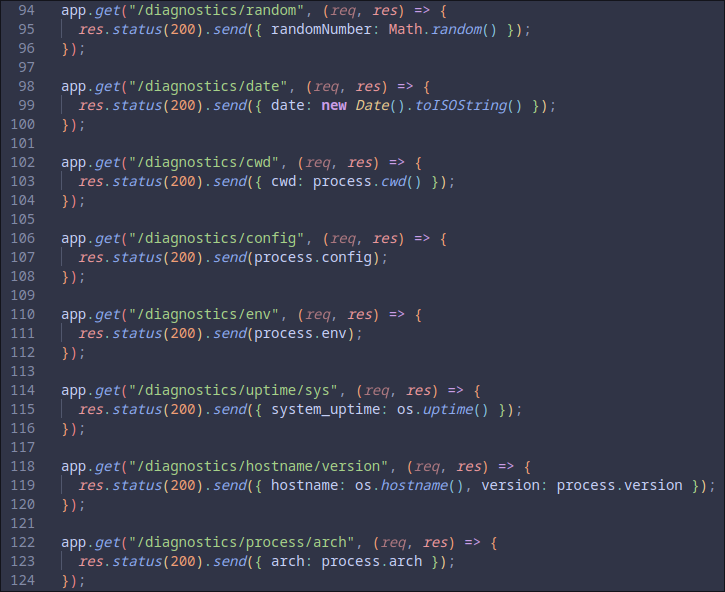 94 app.get("/diagnostics/random", (req, res) => {
95   res.status(200).send({ randomNumber: Math.random() });
96 });
97
98 app.get("/diagnostics/date", (req, res) => {
99   res.status(200).send({ date: new Date().toISOString() });
100 });
101
102 app.get("/diagnostics/cwd", (req, res) => {
103   res.status(200).send({ cwd: process.cwd() });
104 });
105
106 app.get("/diagnostics/config", (req, res) => {
107   res.status(200).send(process.config);
108 });
109
110 app.get("/diagnostics/env", (req, res) => {
111   res.status(200).send(process.env);
112 });
113
114 app.get("/diagnostics/uptime/sys", (req, res) => {
115   res.status(200).send({ system_uptime: os.uptime() });
116 });
117
118 app.get("/diagnostics/hostname/version", (req, res) => {
119   res.status(200).send({ hostname: os.hostname(), version: process.version });
120 });
121
122 app.get("/diagnostics/process/arch", (req, res) => {
123   res.status(200).send({ arch: process.arch });
124 });